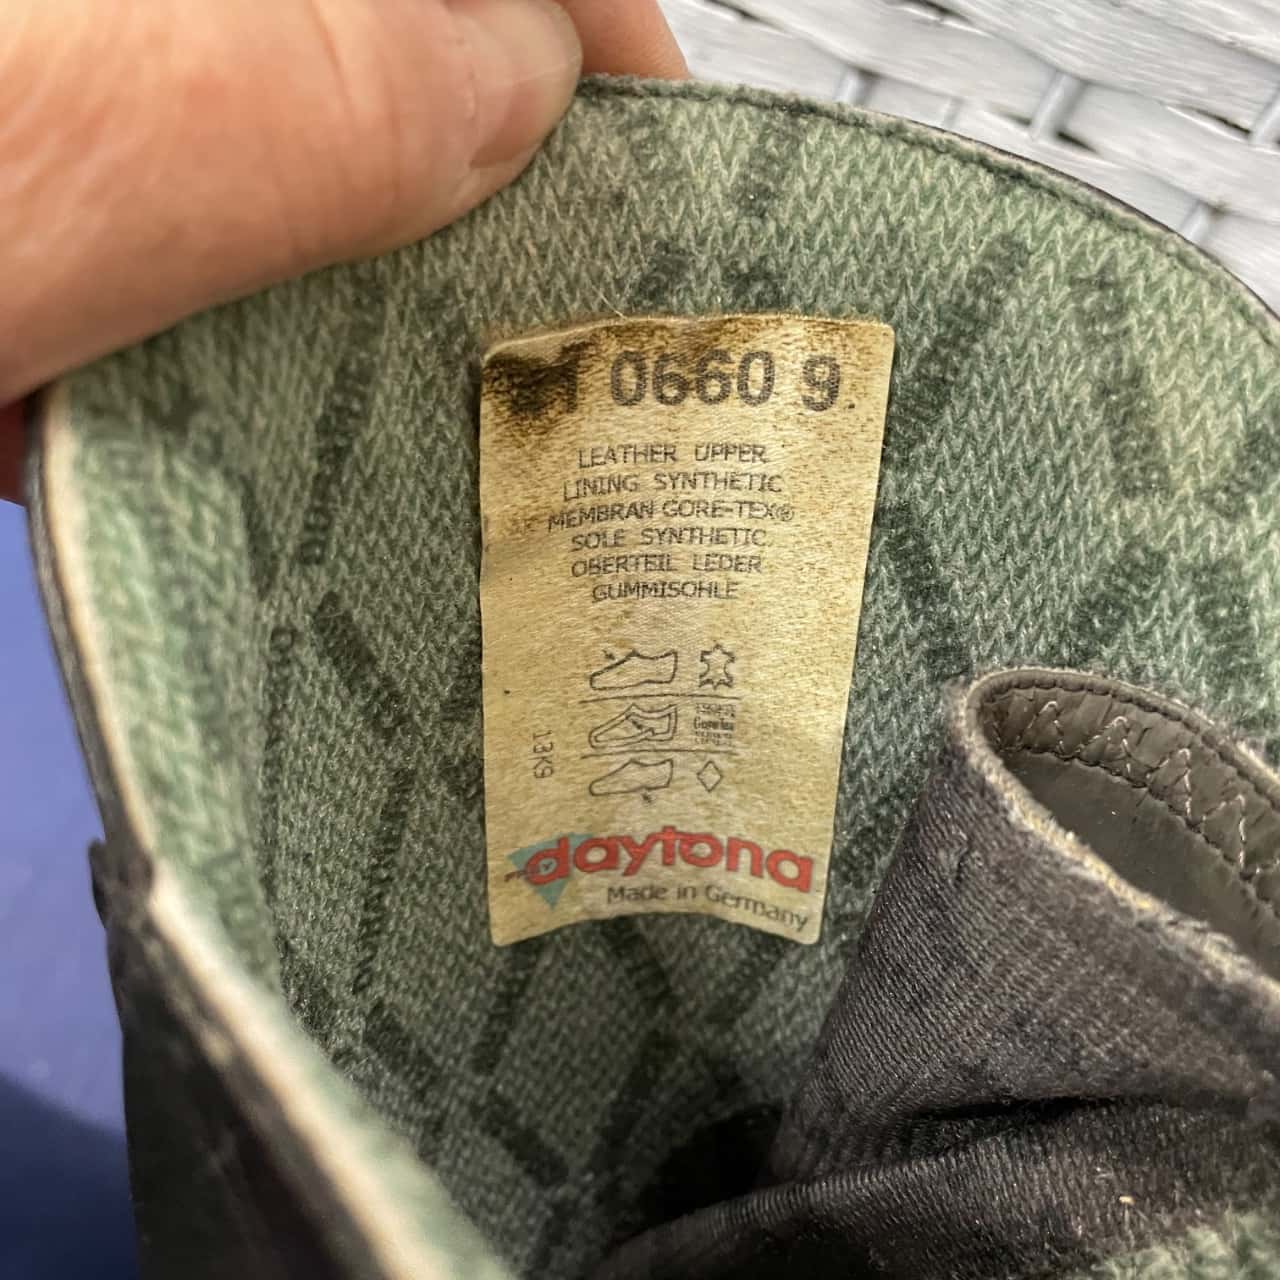 0660 9
LEATHER UPPER
LINING SYNTHETIC
MEMBRAN GORE-TEX®
SOLE SYNTHETIC
OBERTEIL LEDER
GUMMISOHLE
13K9
daytona
Made in Germany